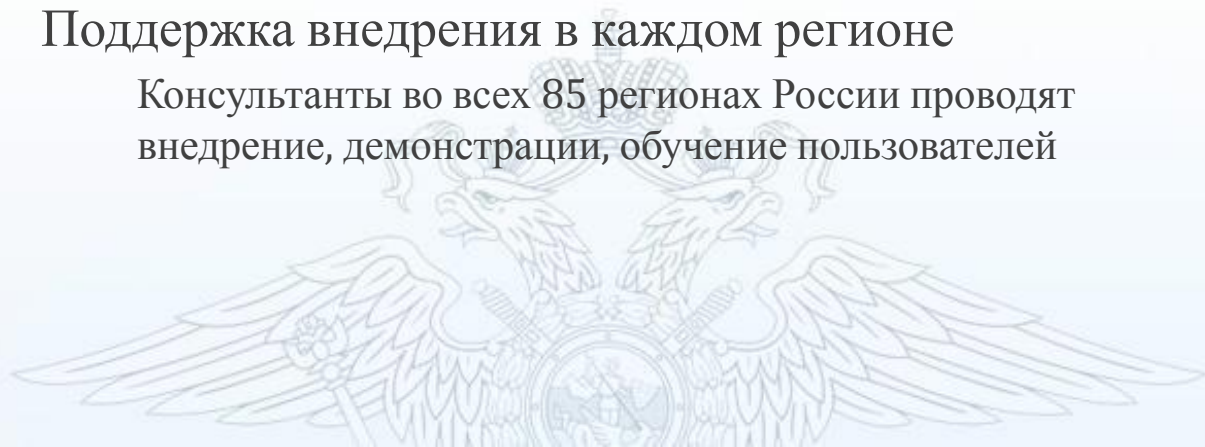 Поддержка внедрения в каждом регионе
Консультанты во всех 85 регионах России проводят
внедрение, демонстрации, обучение пользователей